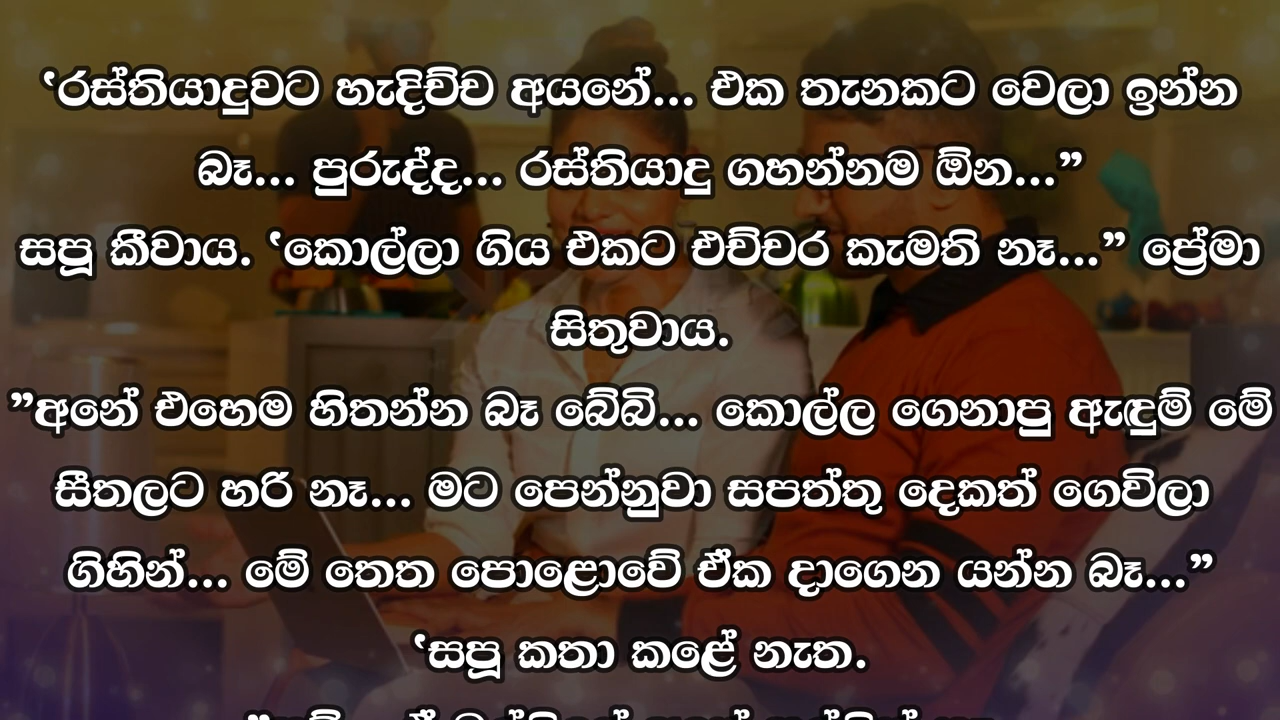 ‘රස්තියාදුවට හැදිච්ච අයනේ... එක තැනකට වෙලා ඉන්න
බෑ... පුරුද්ද... රස්තියාදු ගහන්නම ඕන...”
සපූ කීවාය. ‘කොල්ලා ගිය එකට එච්චර කැමති නෑ...” ප්‍රේමා
සිතුවාය.
”අනේ එහෙම හිතන්න බෑ බේබි... කොල්ල ගෙනාපු ඇඳුම් මේ
සීතලට හරි නෑ... මට පෙන්නුවා සපත්තු දෙකත් ගෙවිලා
ගිහින්... මේ තෙත පොළොවේ ඒක දාගෙන යන්න බෑ...”
‘සපූ කතා කළේ නැත.